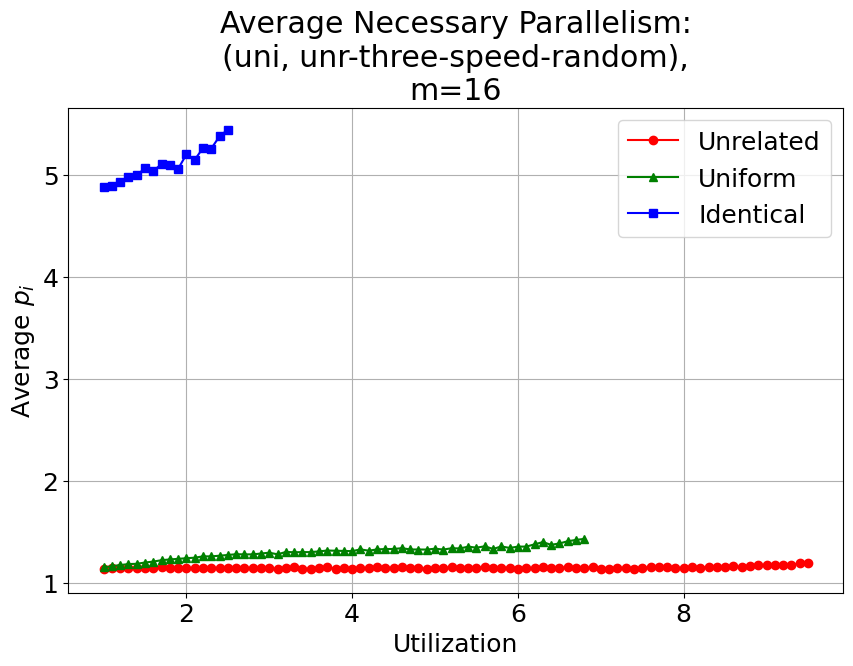 Average Necessary Parallelism:
(uni, unr-three-speed-random),
m=16
Unrelated
Uniform
Identical
Average pᵢ
5
4
3
2
1
2
4
6
8
Utilization